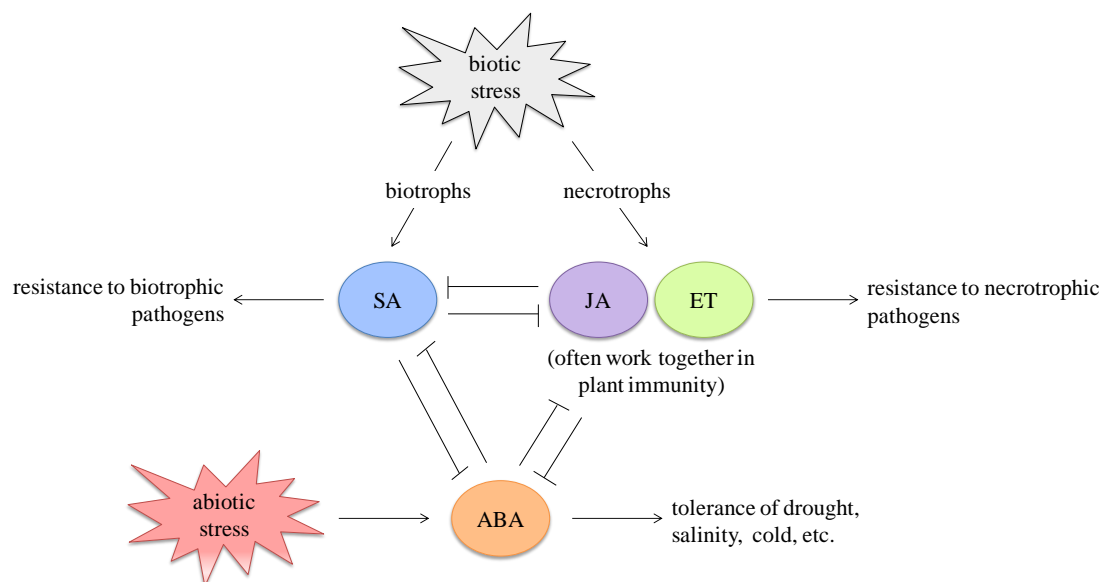 biotic
stress
biotrophs
necrotrophs
resistance to biotrophic
pathogens
SA
JA
ET
resistance to necrotrophic
pathogens
(often work together in
plant immunity)
abiotic
stress
ABA
tolerance of drought,
salinity, cold, etc.